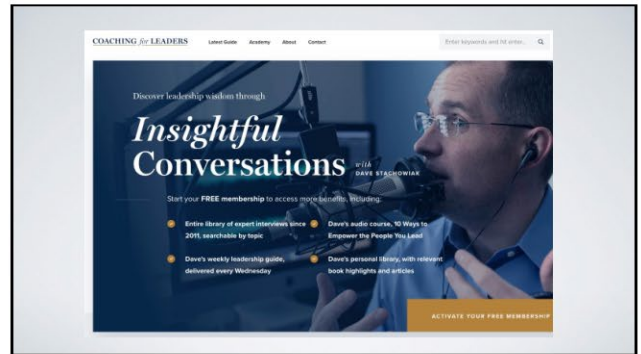 COACHING for LEADERS
Latest Guide Academy About Contact
Enter keywords and hit enter...
Discover leadership wisdom through
Insightful
Conversations with
DAVE STACHOWIAK
Start your FREE membership to access more benefits, including:
Entire library of expert interviews since
2011, searchable by topic
Dave's audio course, 10 Ways to
Empower the People You Lead
Dave's weekly leadership guide,
delivered every Wednesday
Dave's personal library, with relevant
book highlights and articles
ACTIVATE YOUR FREE MEMBERSHIP